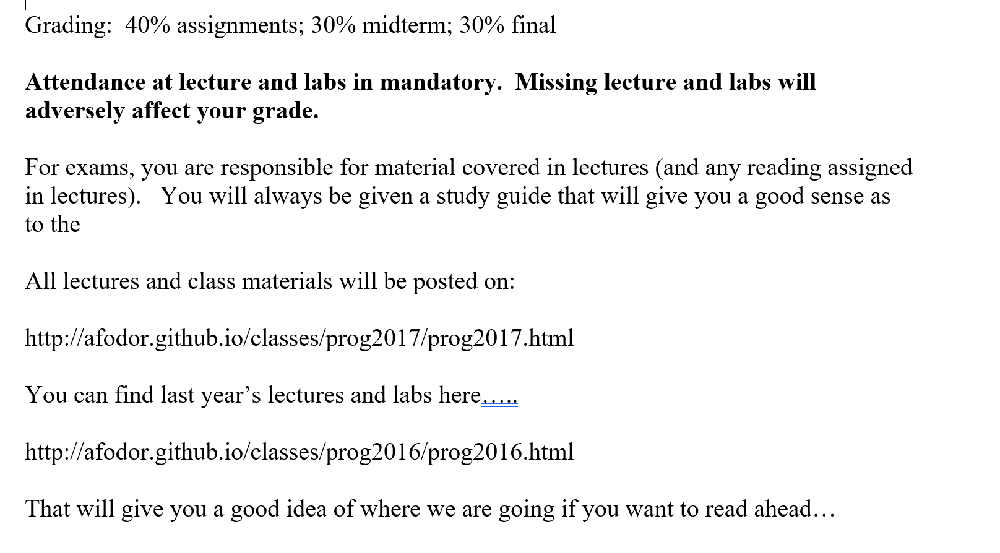 Grading:  40% assignments; 30% midterm; 30% final
Attendance at lecture and labs in mandatory.  Missing lecture and labs will
adversely affect your grade.
For exams, you are responsible for material covered in lectures (and any reading assigned
in lectures).   You will always be given a study guide that will give you a good sense as
to the
All lectures and class materials will be posted on:
http://afodor.github.io/classes/prog2017/prog2017.html
You can find last year’s lectures and labs here…..
http://afodor.github.io/classes/prog2016/prog2016.html
That will give you a good idea of where we are going if you want to read ahead…